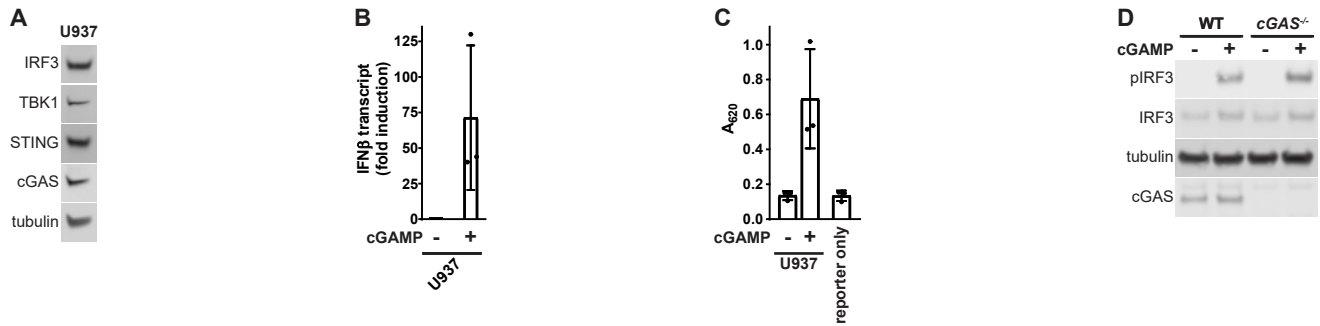 A
U937
IRF3
TBK1
STING
cGAS
tubulin
B
IFNβ transcript
(fold induction)
125
100
75
50
25
0
cGAMP - +
U937
C
A620
1.0
0.8
0.6
0.4
0.2
0.0
cGAMP - +
U937
reporter only
D
WT cGAS-/-
cGAMP - + - +
pIRF3
IRF3
tubulin
cGAS